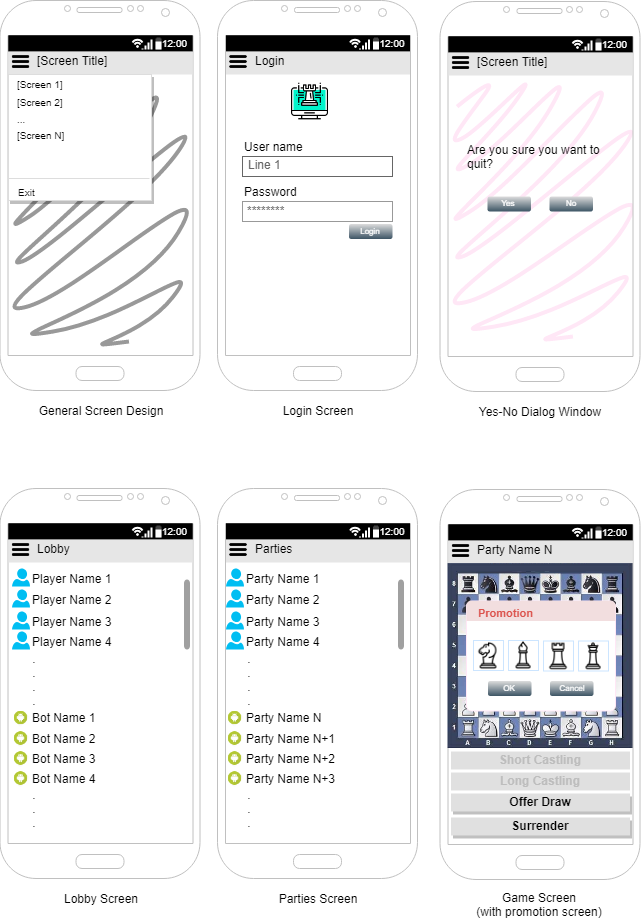 12:00
[Screen Title]
[Screen 1]
[Screen 2]
...
[Screen N]
Exit
General Screen Design
12:00
Login
User name
Line 1
Password
********
Login
Login Screen
12:00
[Screen Title]
Are you sure you want to
quit?
Yes
No
Yes-No Dialog Window
12:00
Lobby
Player Name 1
Player Name 2
Player Name 3
Player Name 4
.
.
.
Bot Name 1
Bot Name 2
Bot Name 3
Bot Name 4
.
.
.
Lobby Screen
12:00
Parties
Party Name 1
Party Name 2
Party Name 3
Party Name 4
.
.
.
Party Name N
Party Name N+1
Party Name N+2
Party Name N+3
.
.
.
Parties Screen
12:00
Party Name N
8
7
6
5
4
3
2
1
Promotion
OK
Cancel
A B C D E F G H
Short Castling
Long Castling
Offer Draw
Surrender
Game Screen
(with promotion screen)